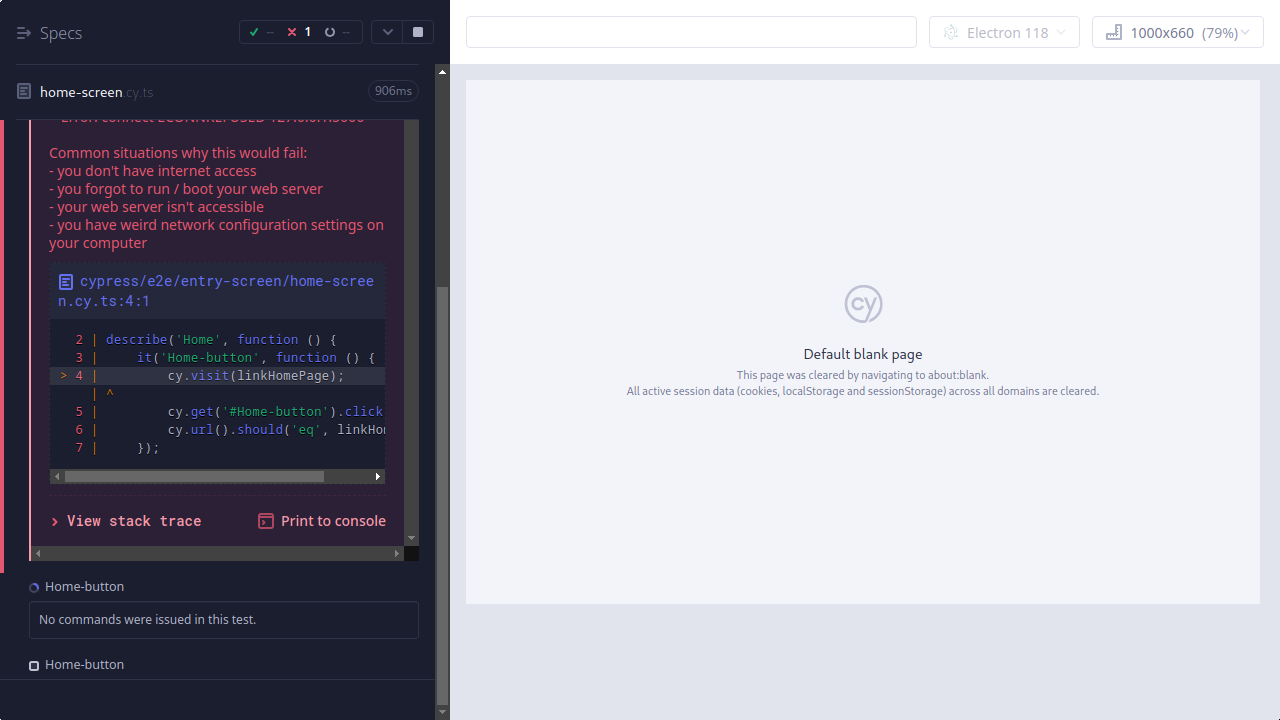 Specs
--
1
--
home-screen.cy.ts
906ms
Common situations why this would fail:
- you don't have internet access
- you forgot to run / boot your web server
- your web server isn't accessible
- you have weird network configuration settings on
your computer
cypress/e2e/entry-screen/home-scree
n.cy.ts:4:1
2 | describe('Home', function () {
3 |     it('Home-button', function () {
> 4 |         cy.visit(linkHomePage);
| ^
5 |         cy.get('#Home-button').click
6 |         cy.url().should('eq', linkHo
7 |     });
View stack trace
Print to console
Home-button
No commands were issued in this test.
Home-button
Electron 118
1000x660 (79%)
cy
Default blank page
This page was cleared by navigating to about:blank.
All active session data (cookies, localStorage and sessionStorage) across all domains are cleared.